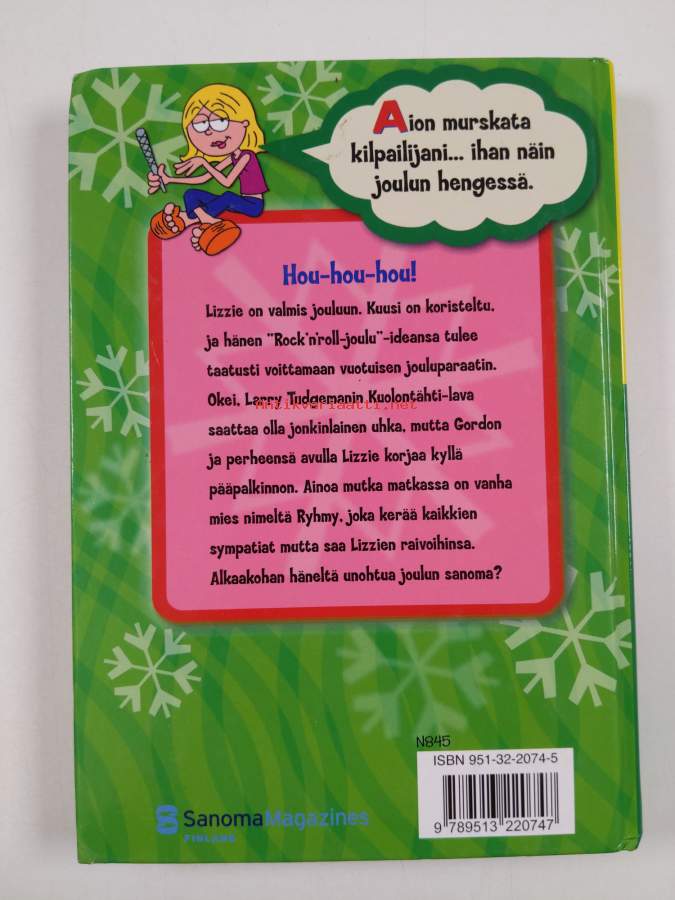 Aion murskata
kilpailijani... ihan näin
joulun hengessä.
Hou-hou-hou!
Lizzie on valmis jouluun. Kuusi on koristeltu,
ja hänen "Rock'n'roll-joulu"-ideansa tulee
taatusti voittamaan vuotuisen jouluparaatin.
Okei, Larry Tudgemanin Kuolontähti-lava
antikvariaatti.net
saattaa olla jonkinlainen uhka, mutta Gordon
ja perheensä avulla Lizzie korjaa kyllä
pääpalkinnon. Ainoa mutka matkassa on vanha
mies nimeltä Ryhmy, joka kerää kaikkien
sympatiat mutta saa Lizzien raivoihinsa.
Alkaakohan häneltä unohtua joulun sanoma?
N845
ISBN 951-32-2074-5
9 789513 220747
SanomaMagazines
FINLAND